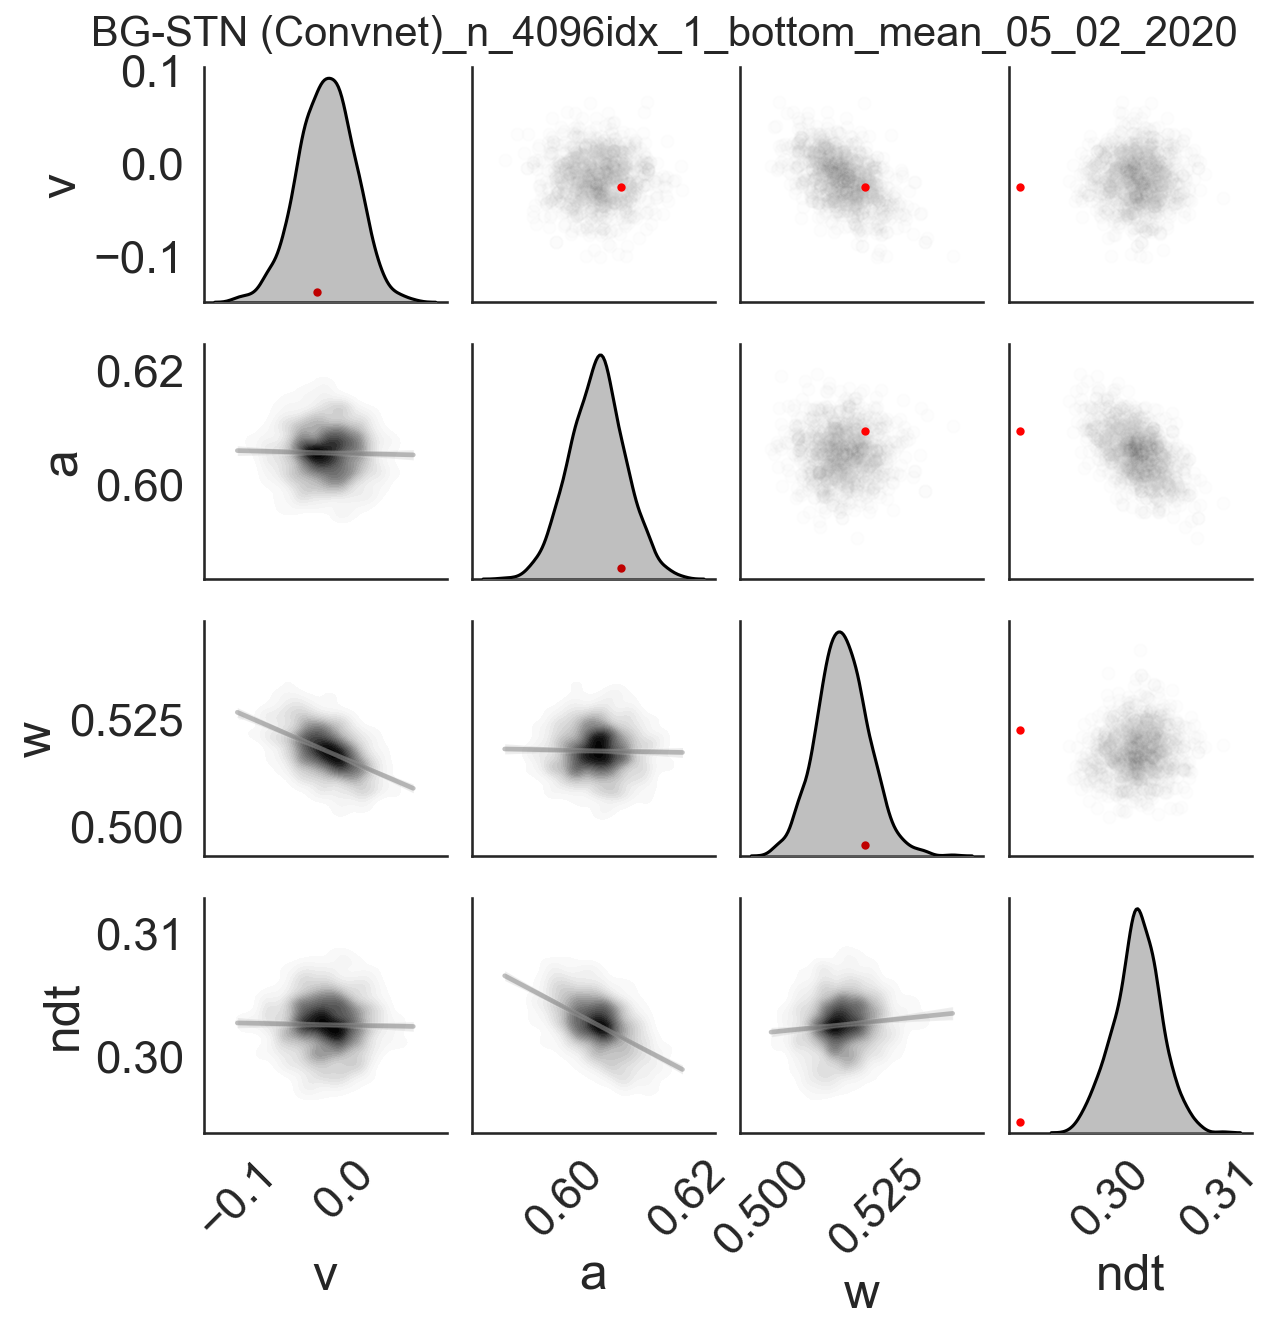 BG-STN (Convnet)_n_4096idx_1_bottom_mean_05_02_2020
0.1
0.0
−0.1
v
0.62
0.60
a
0.525
0.500
w
0.31
0.30
ndt
−0.1 0.0 0.60 0.62 0.500 0.525 0.30 0.31
v a w ndt